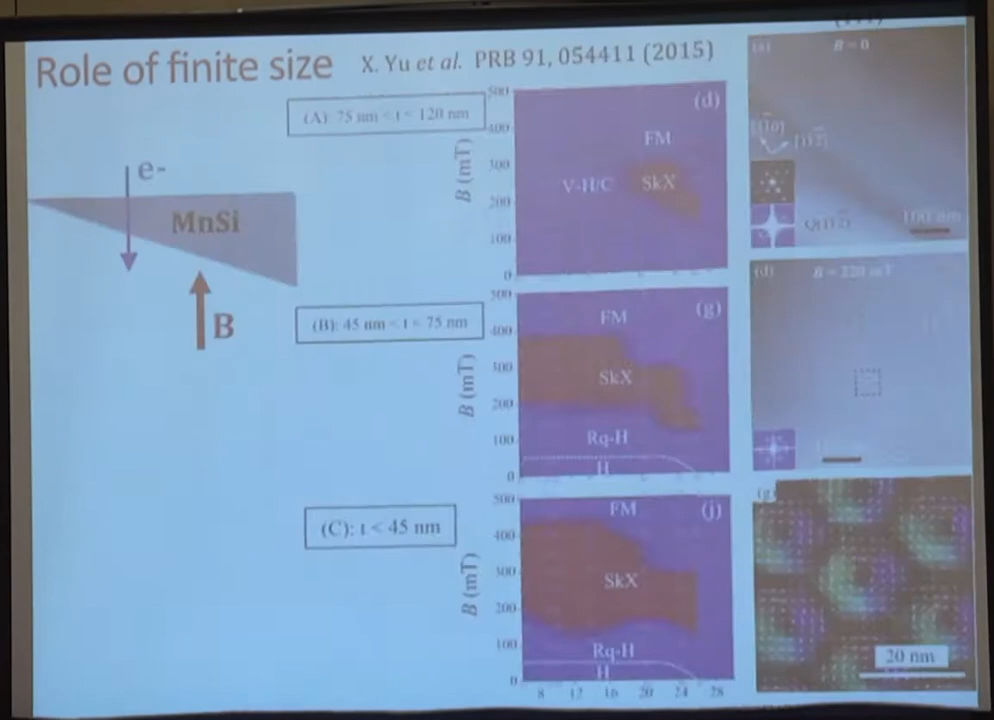 Role of finite size X. Yu et al. PRB 91, 054411 (2015)
e-
MnSi
B
(A): 75 nm < t < 120 nm
B (mT)
500
400
300
200
100
0
(d)
FM
V-H/C
SkX
(B): 45 nm < t < 75 nm
B (mT)
500
400
300
200
100
0
(g)
FM
SkX
Rq-H
H
(C): t < 45 nm
B (mT)
500
400
300
200
100
0
(j)
FM
SkX
Rq-H
H
8 12 16 20 24 28
(a) B = 0
100 nm
(d) B = 220 mT
(g)
20 nm